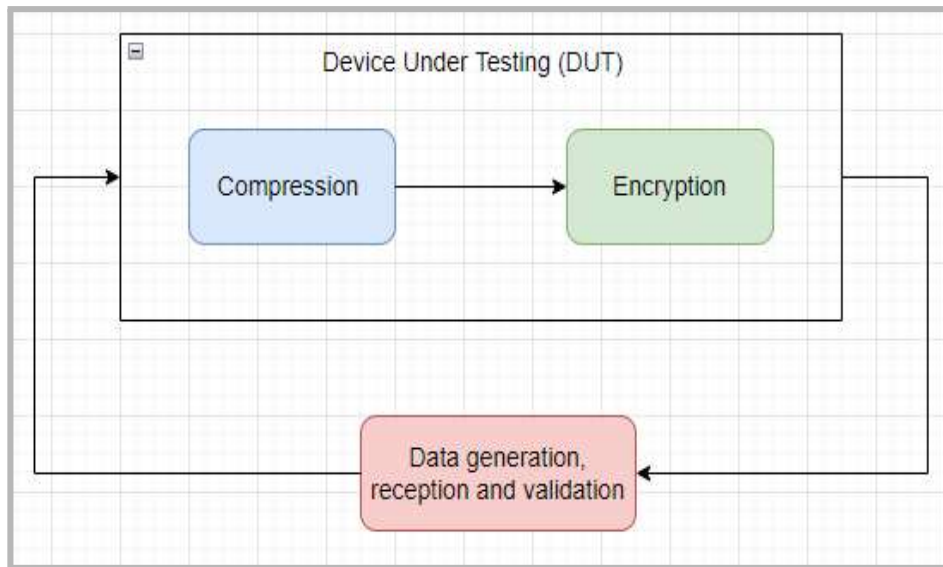 Device Under Testing (DUT)
Compression
Encryption
Data generation,
reception and validation